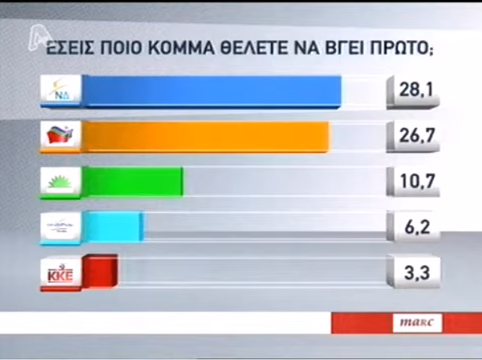 ΕΣΕΙΣ ΠΟΙΟ ΚΟΜΜΑ ΘΕΛΕΤΕ ΝΑ ΒΓΕΙ ΠΡΩΤΟ;
ΝΔ 28,1
26,7
10,7
6,2
ΚΚΕ 3,3
marc